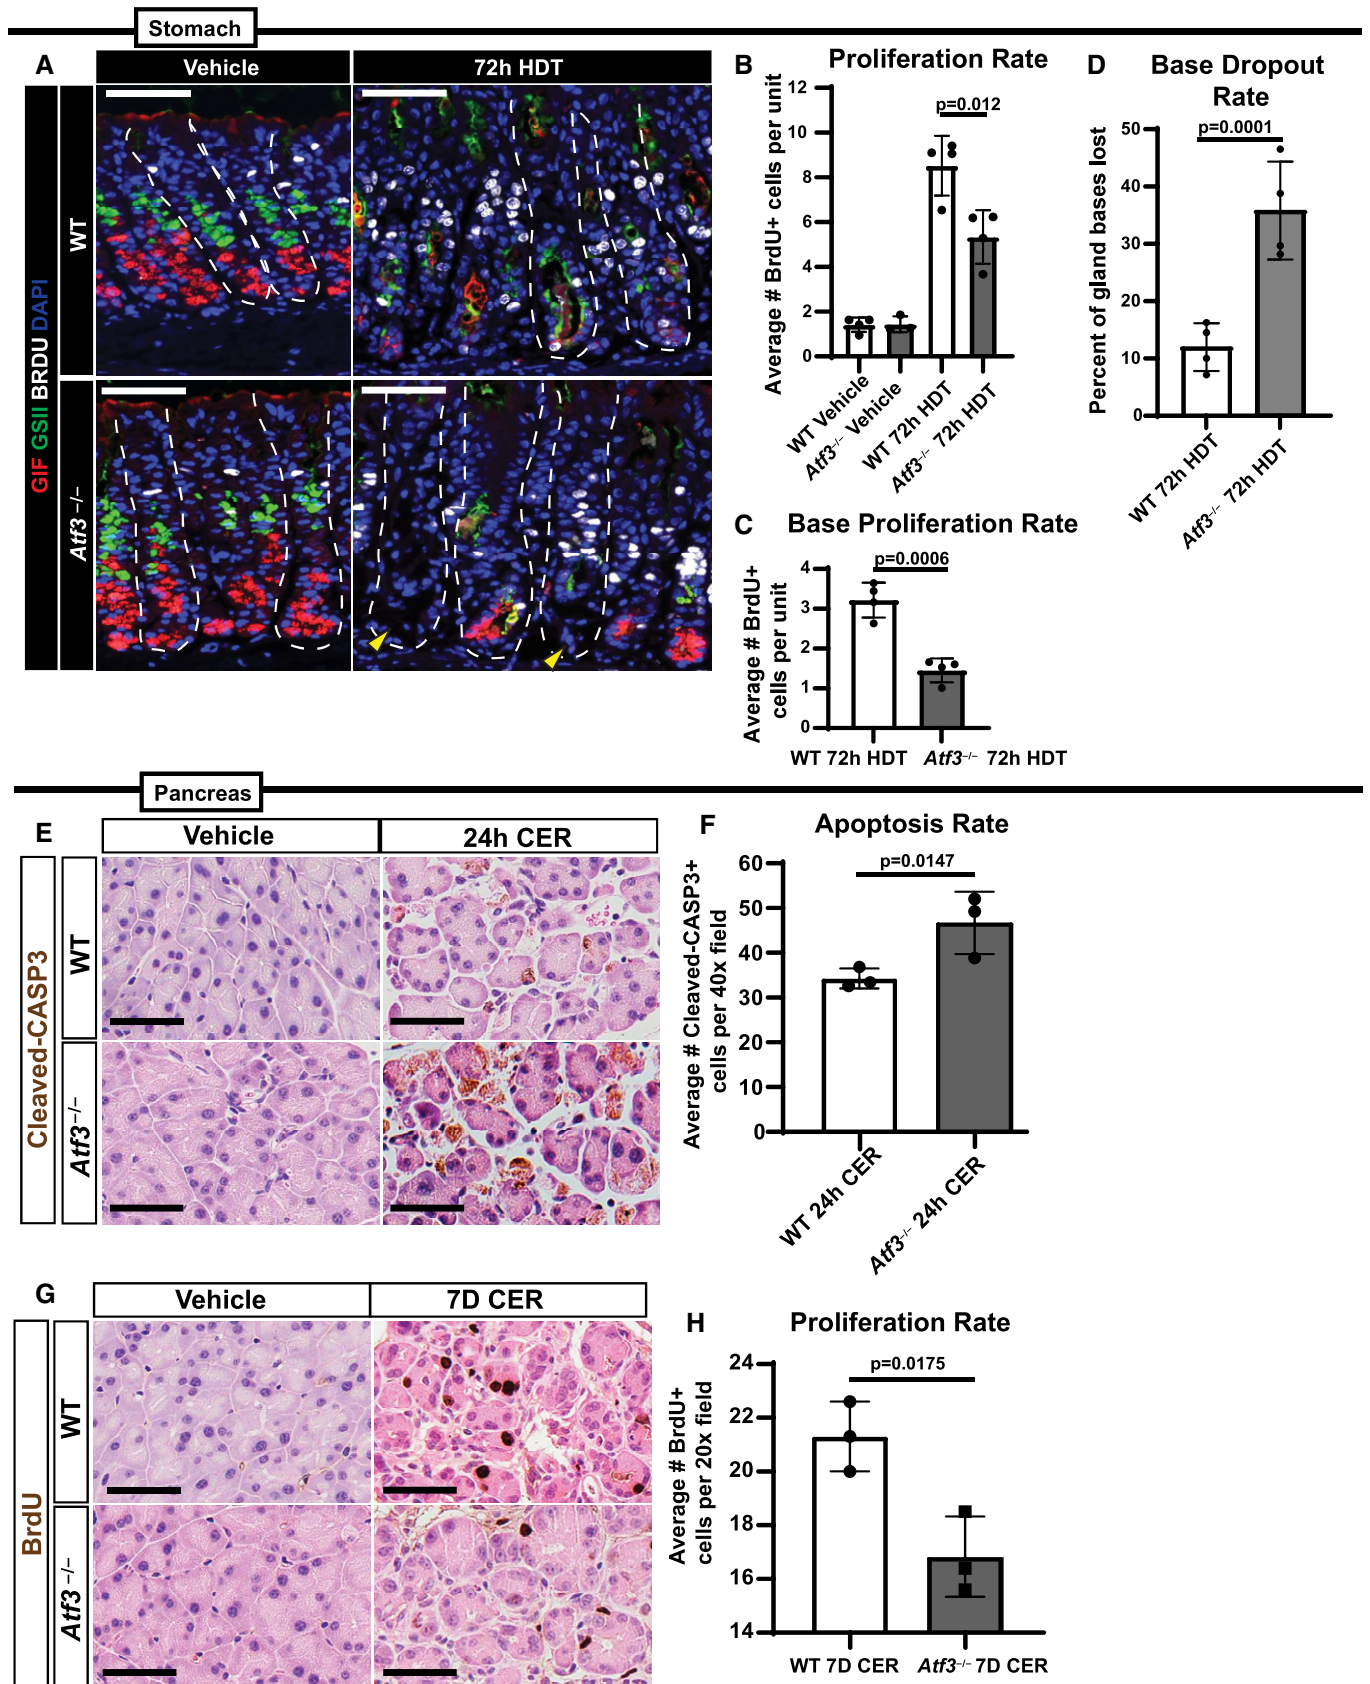 Stomach
A
Vehicle
72h HDT
GIF GSII BRDU DAPI
WT
Atf3 −/−
B
Proliferation Rate
Average # BrdU+ cells per unit
12
10
8
6
4
2
0
p=0.012
WT Vehicle
Atf3−/− Vehicle
WT 72h HDT
Atf3−/− 72h HDT
C
Base Proliferation Rate
Average # BrdU+
cells per unit
4
3
2
1
0
p=0.0006
WT 72h HDT
Atf3−/− 72h HDT
D
Base Dropout
Rate
Percent of gland bases lost
50
40
30
20
10
0
p=0.0001
WT 72h HDT
Atf3−/− 72h HDT
Pancreas
E
Vehicle
24h CER
Cleaved-CASP3
WT
Atf3−/−
F
Apoptosis Rate
Average # Cleaved-CASP3+
cells per 40x field
60
50
40
30
20
10
0
p=0.0147
WT 24h CER
Atf3−/− 24h CER
G
Vehicle
7D CER
BrdU
WT
Atf3 −/−
H
Proliferation Rate
Average # BrdU+
cells per 20x field
24
22
20
18
16
14
p=0.0175
WT 7D CER
Atf3−/− 7D CER